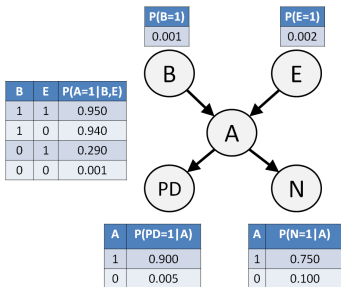 P(B=1)
0.001
P(E=1)
0.002
B
E
B E P(A=1|B,E)
1 1 0.950
1 0 0.940
0 1 0.290
0 0 0.001
A
PD
N
A P(PD=1|A)
1 0.900
0 0.005
A P(N=1|A)
1 0.750
0 0.100